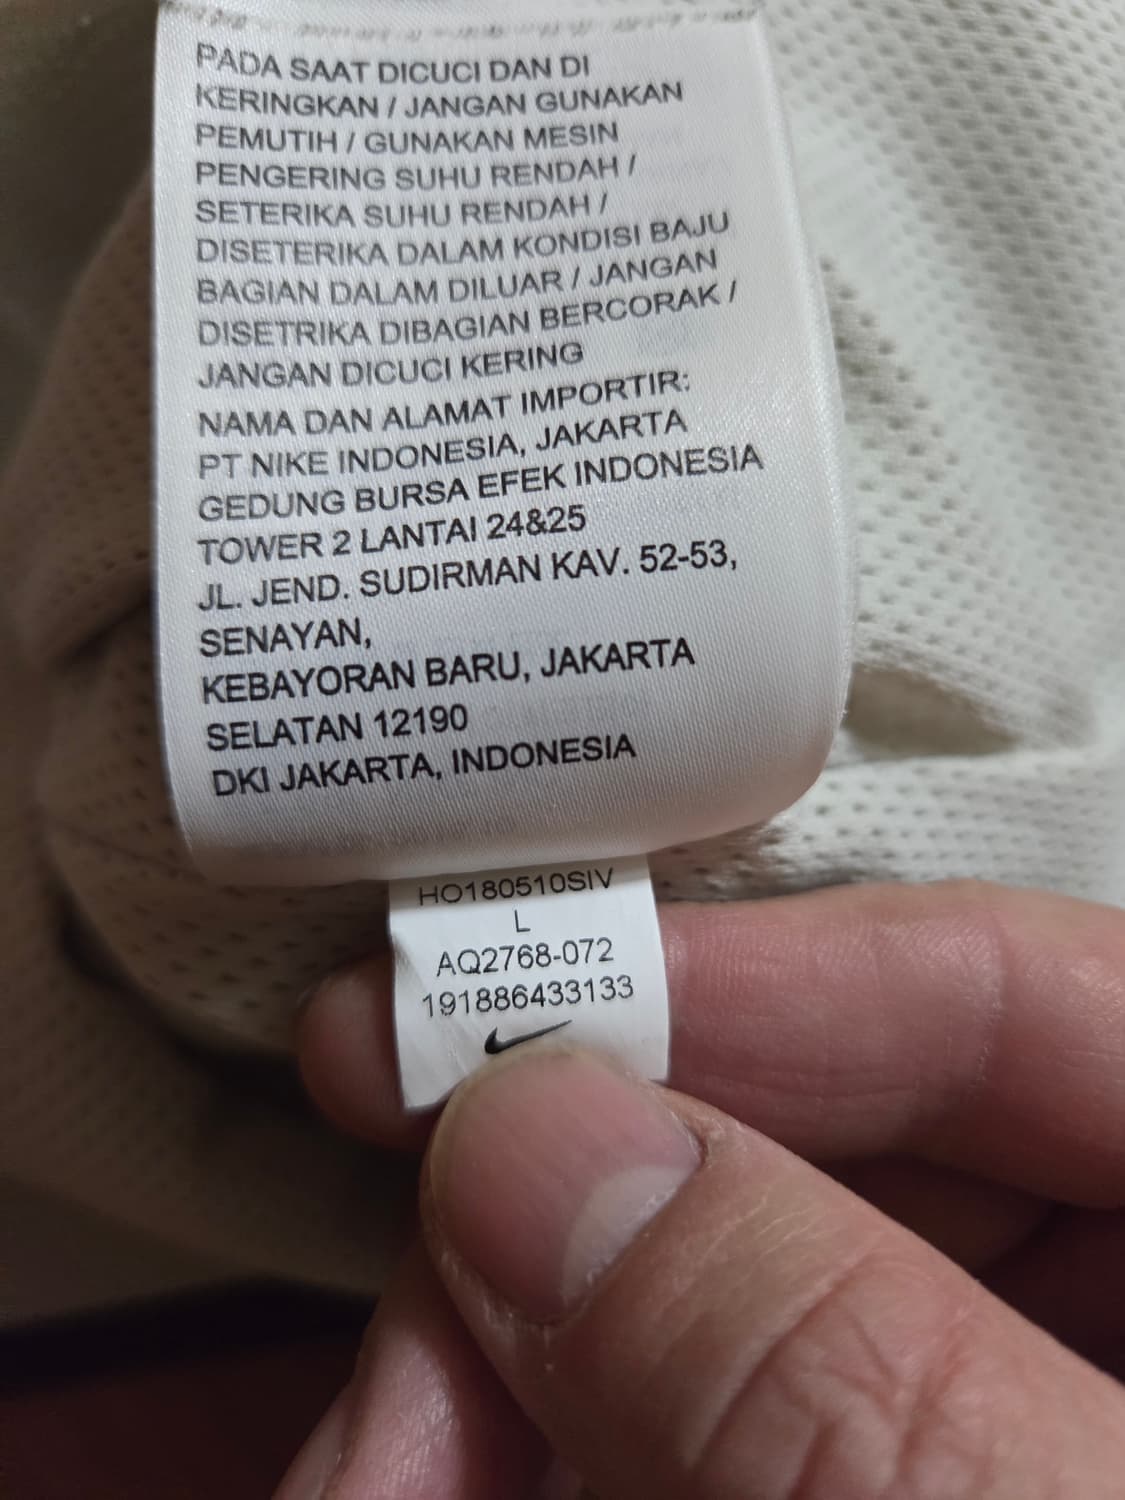 PADA SAAT DICUCI DAN DI
KERINGKAN / JANGAN GUNAKAN
PEMUTIH / GUNAKAN MESIN
PENGERING SUHU RENDAH /
SETERIKA SUHU RENDAH /
DISETERIKA DALAM KONDISI BAJU
BAGIAN DALAM DILUAR / JANGAN
DISETRIKA DIBAGIAN BERCORAK /
JANGAN DICUCI KERING
NAMA DAN ALAMAT IMPORTIR:
PT NIKE INDONESIA, JAKARTA
GEDUNG BURSA EFEK INDONESIA
TOWER 2 LANTAI 24&25
JL. JEND. SUDIRMAN KAV. 52-53,
SENAYAN,
KEBAYORAN BARU, JAKARTA
SELATAN 12190
DKI JAKARTA, INDONESIA
HO180510SIV
L
AQ2768-072
191886433133